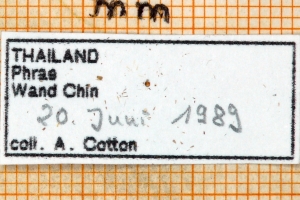 mm
THAILAND
Phrae
Wand Chin
20. Juni 1989
coll. A. Cotton